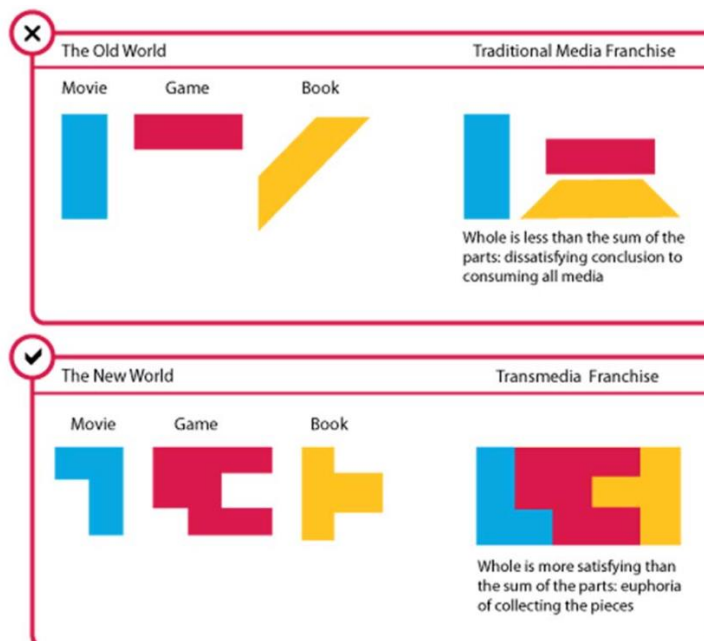 The Old World
Traditional Media Franchise
Movie
Game
Book
Whole is less than the sum of the
parts: dissatisfying conclusion to
consuming all media
The New World
Transmedia Franchise
Movie
Game
Book
Whole is more satisfying than
the sum of the parts: euphoria
of collecting the pieces